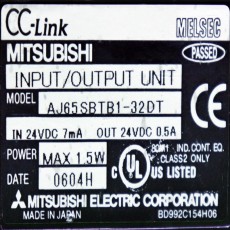 CC-Link MELSEC
MITSUBISHI PASSED
INPUT/OUTPUT UNIT
MODEL AJ65SBTB1-32DT
IN 24VDC 7mA OUT 24VDC 0.5A
POWER MAX 1.5W
80M1 IND. CONT. EQ.
CLASS2 ONLY
DATE 0604H
C UL US LISTED
CE
MITSUBISHI ELECTRIC CORPORATION
MADE IN JAPAN BD992C154H06